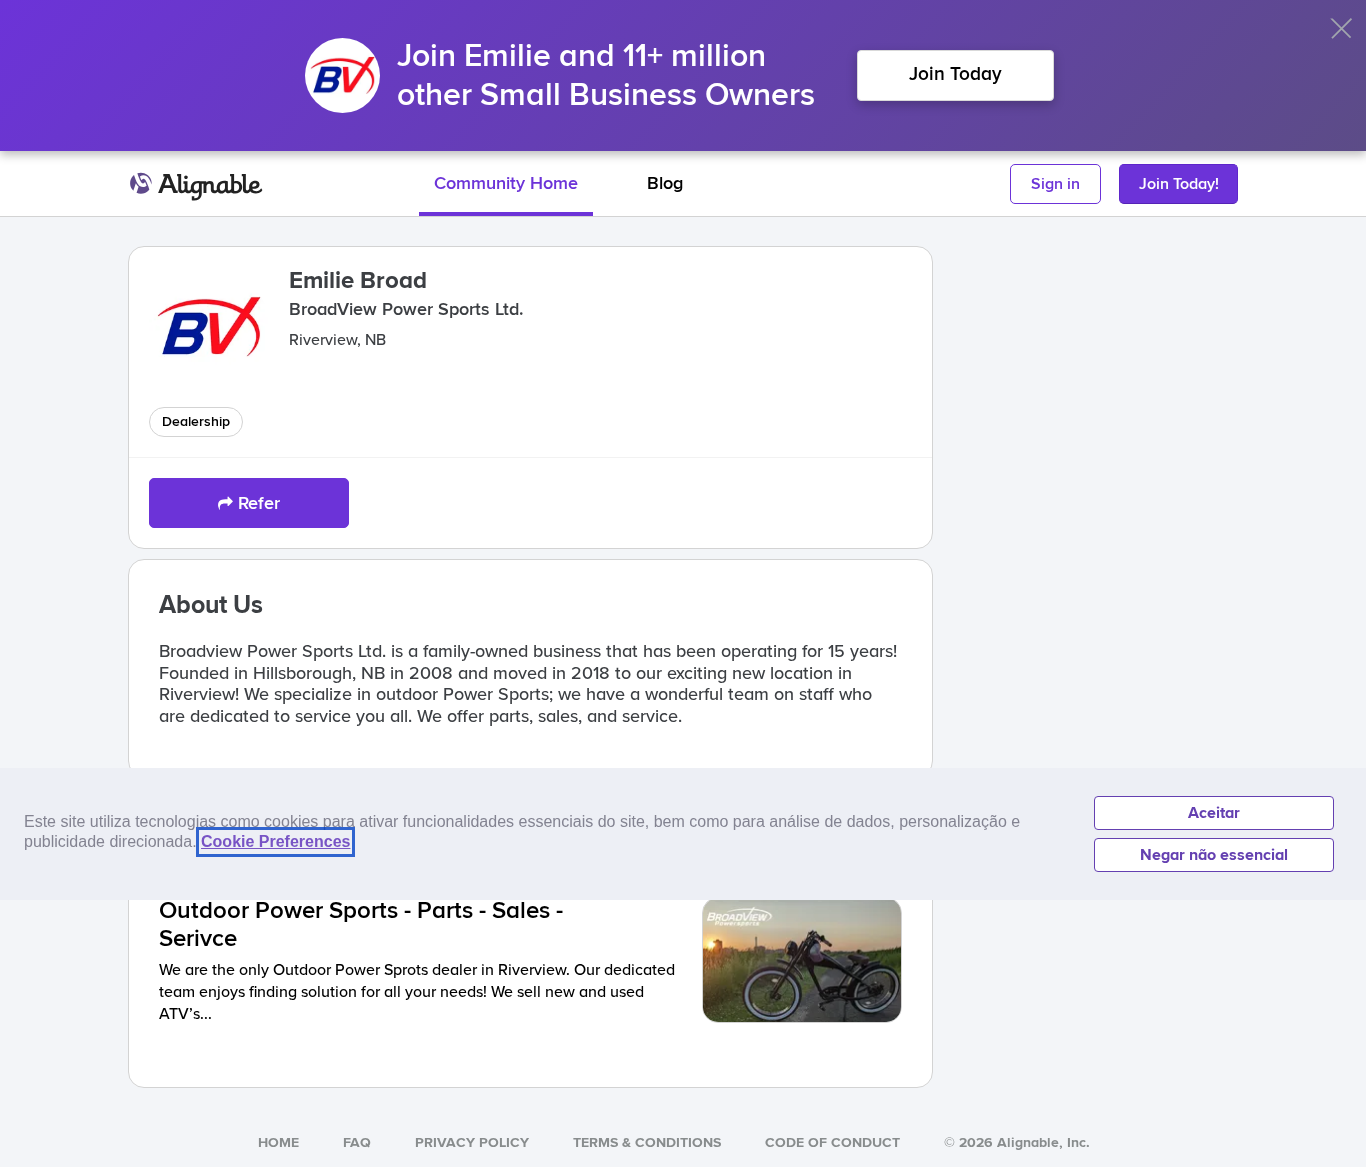 BV
Join Emilie and 11+ million
other Small Business Owners
Join Today
Alignable
Community Home
Blog
Sign in
Join Today!
BV
Emilie Broad
BroadView Power Sports Ltd.
Riverview, NB
Dealership
Refer
About Us
Broadview Power Sports Ltd. is a family-owned business that has been operating for 15 years!
Founded in Hillsborough, NB in 2008 and moved in 2018 to our exciting new location in
Riverview! We specialize in outdoor Power Sports; we have a wonderful team on staff who
are dedicated to service you all. We offer parts, sales, and service.
Este site utiliza tecnologias como cookies para ativar funcionalidades essenciais do site, bem como para análise de dados, personalização e
publicidade direcionada. Cookie Preferences
Aceitar
Negar não essencial
Outdoor Power Sports - Parts - Sales -
Serivce
We are the only Outdoor Power Sprots dealer in Riverview. Our dedicated
team enjoys finding solution for all your needs! We sell new and used
ATV’s...
BROADVIEW
PowerSports
HOME
FAQ
PRIVACY POLICY
TERMS & CONDITIONS
CODE OF CONDUCT
© 2026 Alignable, Inc.